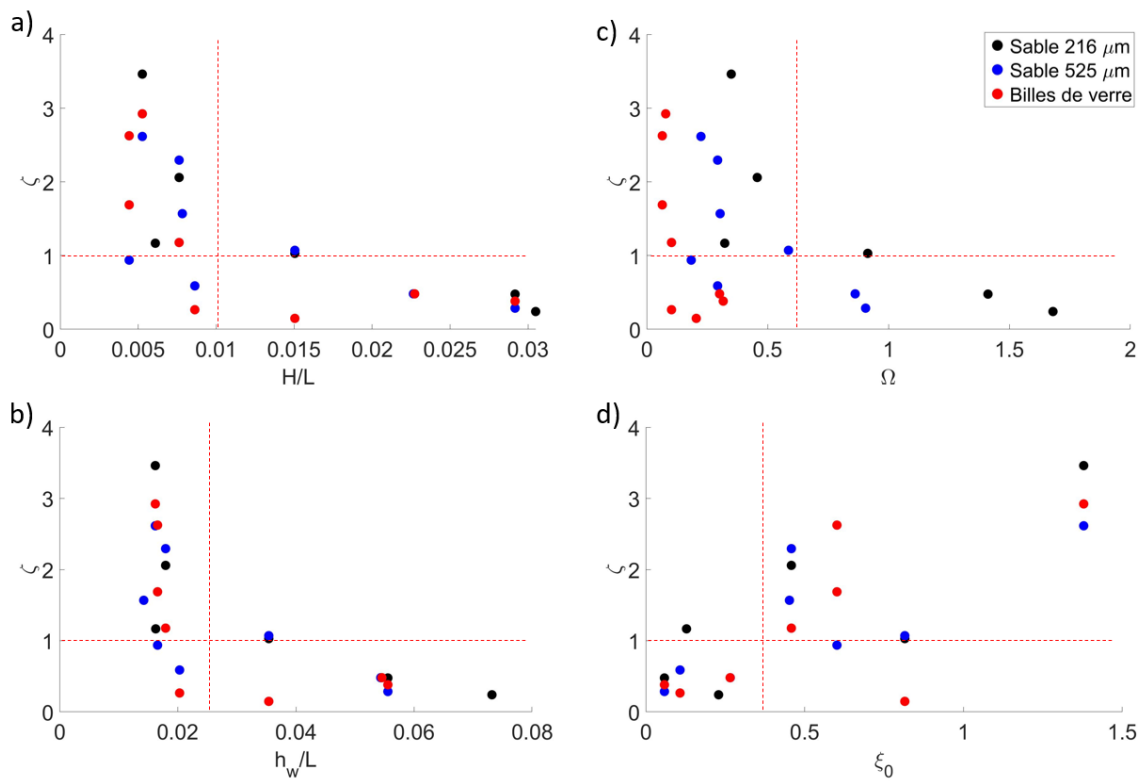 a)
4
3
2
1
0
ζ
0 0.005 0.01 0.015 0.02 0.025 0.03
H/L
c)
Sable 216 μm
Sable 525 μm
Billes de verre
4
3
2
1
0
ζ
0 0.5 1 1.5 2
Ω
b)
4
3
2
1
0
ζ
0 0.02 0.04 0.06 0.08
h_w/L
d)
4
3
2
1
0
ζ
0 0.5 1 1.5
ξ_0